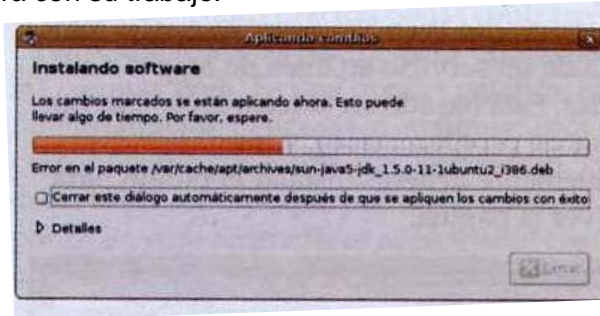 con su trabajo.
Aplicando cambios
Instalando software
Los cambios marcados se están aplicando ahora. Esto puede
llevar algo de tiempo. Por favor, espere.
Error en el paquete /var/cache/apt/archives/sun-java5-jdk_1.5.0-11-1ubuntu2_i386.deb
Cerrar este diálogo automáticamente después de que se apliquen los cambios con éxito
Detalles
Cerrar